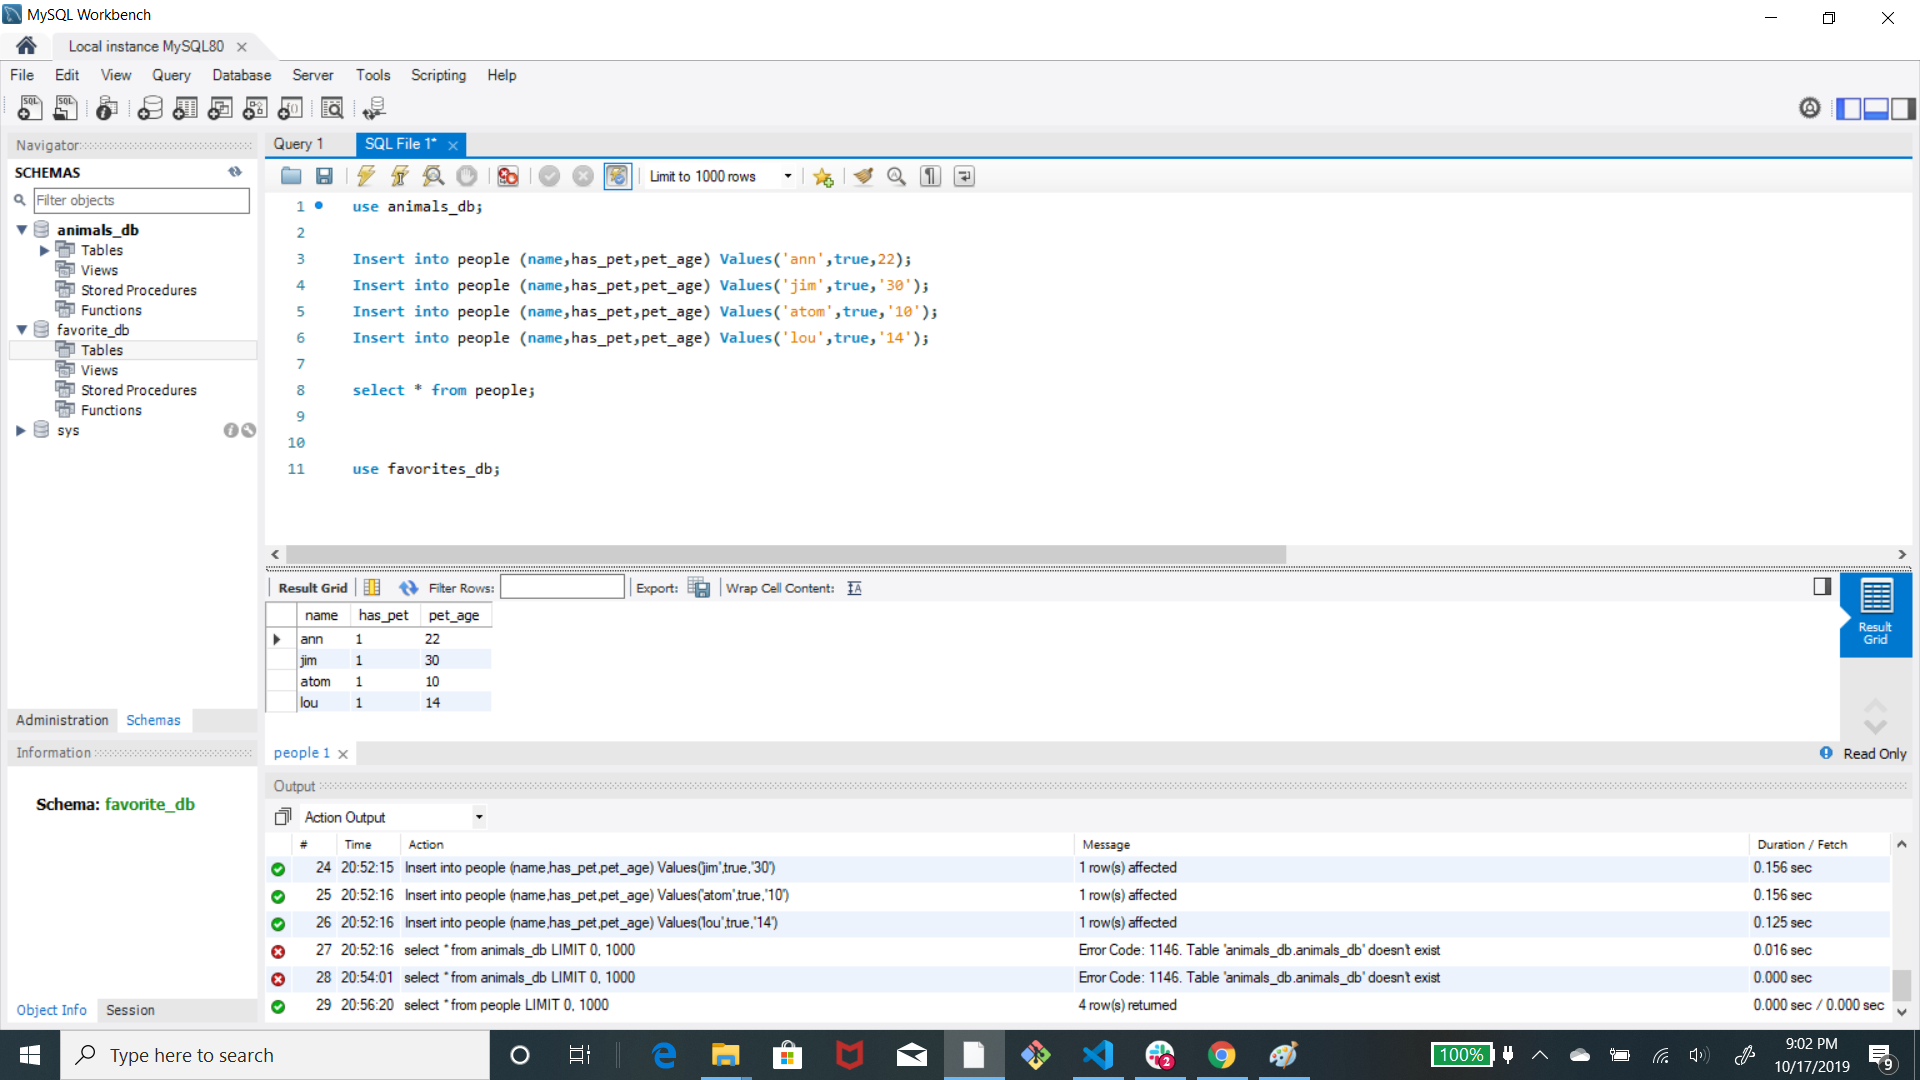 MySQL Workbench
Local instance MySQL80
File Edit View Query Database Server Tools Scripting Help
Navigator
SCHEMAS
Filter objects
animals_db
Tables
Views
Stored Procedures
Functions
favorite_db
Tables
Views
Stored Procedures
Functions
sys
Administration Schemas
Information
Schema: favorite_db
Object Info Session
Query 1 SQL File 1*
Limit to 1000 rows
1 use animals_db;
2
3 Insert into people (name,has_pet,pet_age) Values('ann',true,22);
4 Insert into people (name,has_pet,pet_age) Values('jim',true,'30');
5 Insert into people (name,has_pet,pet_age) Values('atom',true,'10');
6 Insert into people (name,has_pet,pet_age) Values('lou',true,'14');
7
8 select * from people;
9
10
11 use favorites_db;
Result Grid Filter Rows: Export: Wrap Cell Content:
name has_pet pet_age
ann 1 22
jim 1 30
atom 1 10
lou 1 14
Result
Grid
people 1
Read Only
Output
Action Output
# Time Action Message Duration / Fetch
24 20:52:15 Insert into people (name,has_pet,pet_age) Values('jim',true,'30') 1 row(s) affected 0.156 sec
25 20:52:16 Insert into people (name,has_pet,pet_age) Values('atom',true,'10') 1 row(s) affected 0.156 sec
26 20:52:16 Insert into people (name,has_pet,pet_age) Values('lou',true,'14') 1 row(s) affected 0.125 sec
27 20:52:16 select * from animals_db LIMIT 0, 1000 Error Code: 1146. Table 'animals_db.animals_db' doesn't exist 0.016 sec
28 20:54:01 select * from animals_db LIMIT 0, 1000 Error Code: 1146. Table 'animals_db.animals_db' doesn't exist 0.000 sec
29 20:56:20 select * from people LIMIT 0, 1000 4 row(s) returned 0.000 sec / 0.000 sec
Type here to search
2
100%
9:02 PM
10/17/2019
9